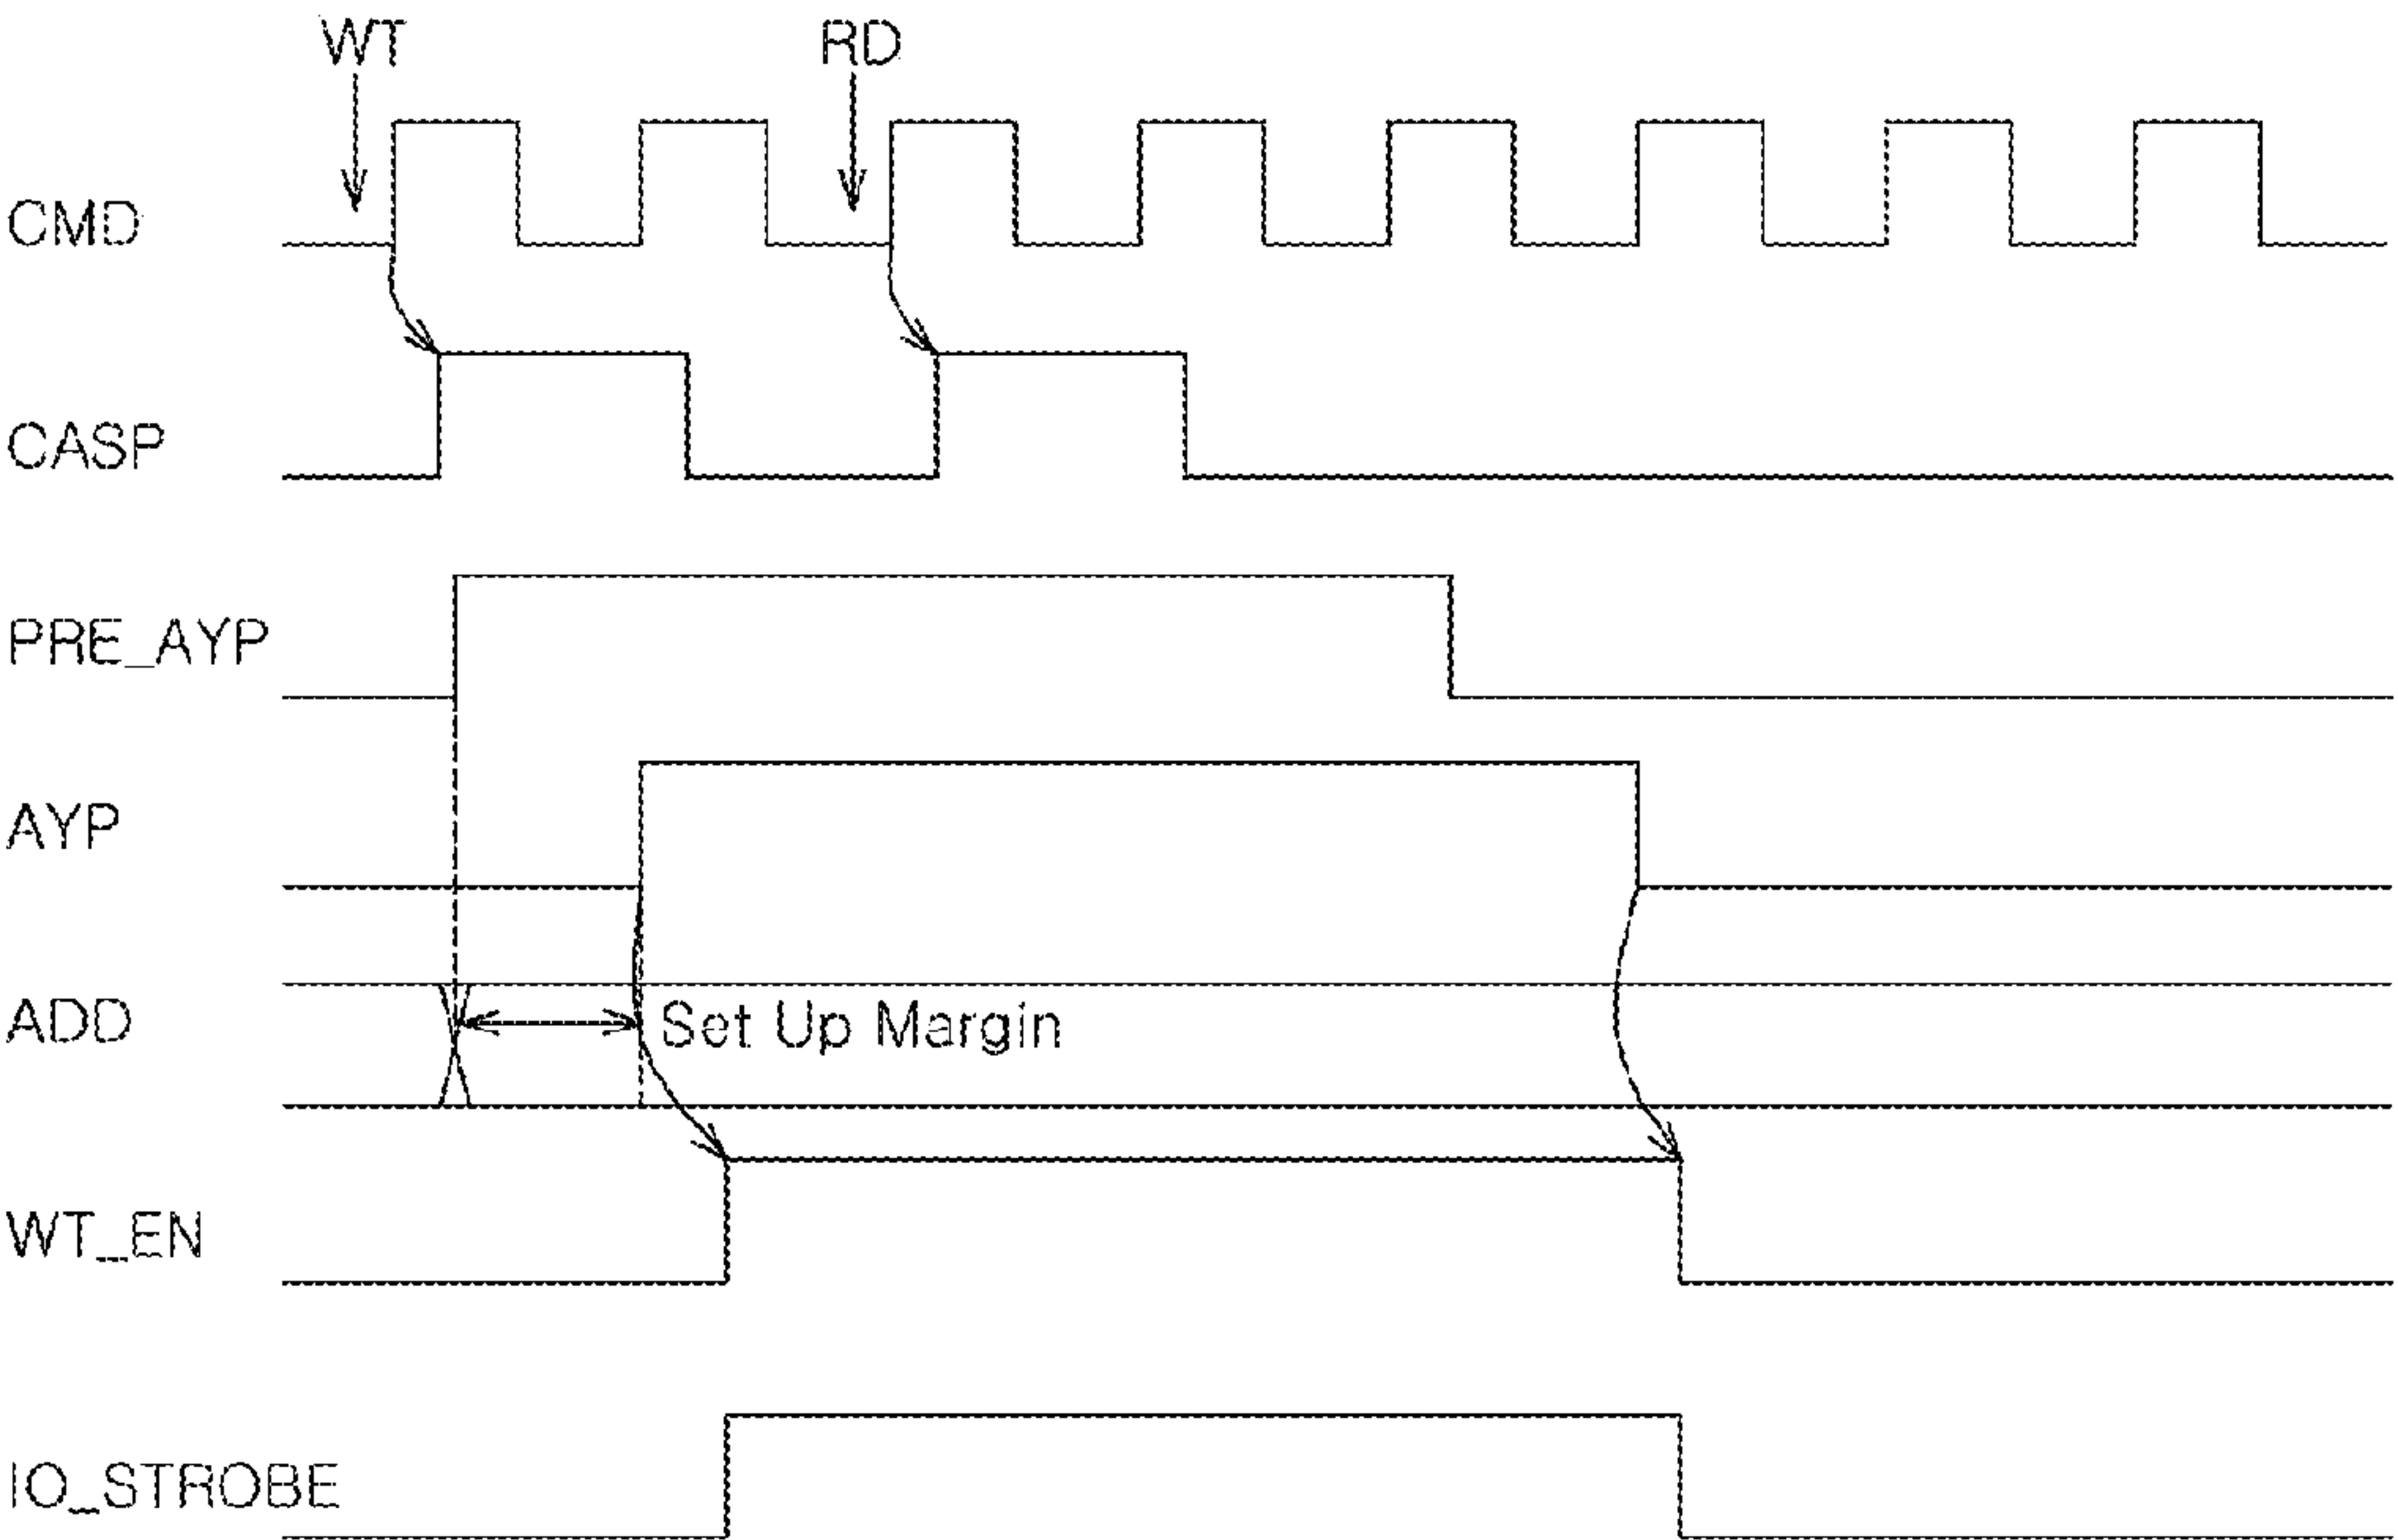 WT
RD
CMD
CASP
PRE_AYP
AYP
ADD
Set Up Margin
WT_EN
IO_STROBE